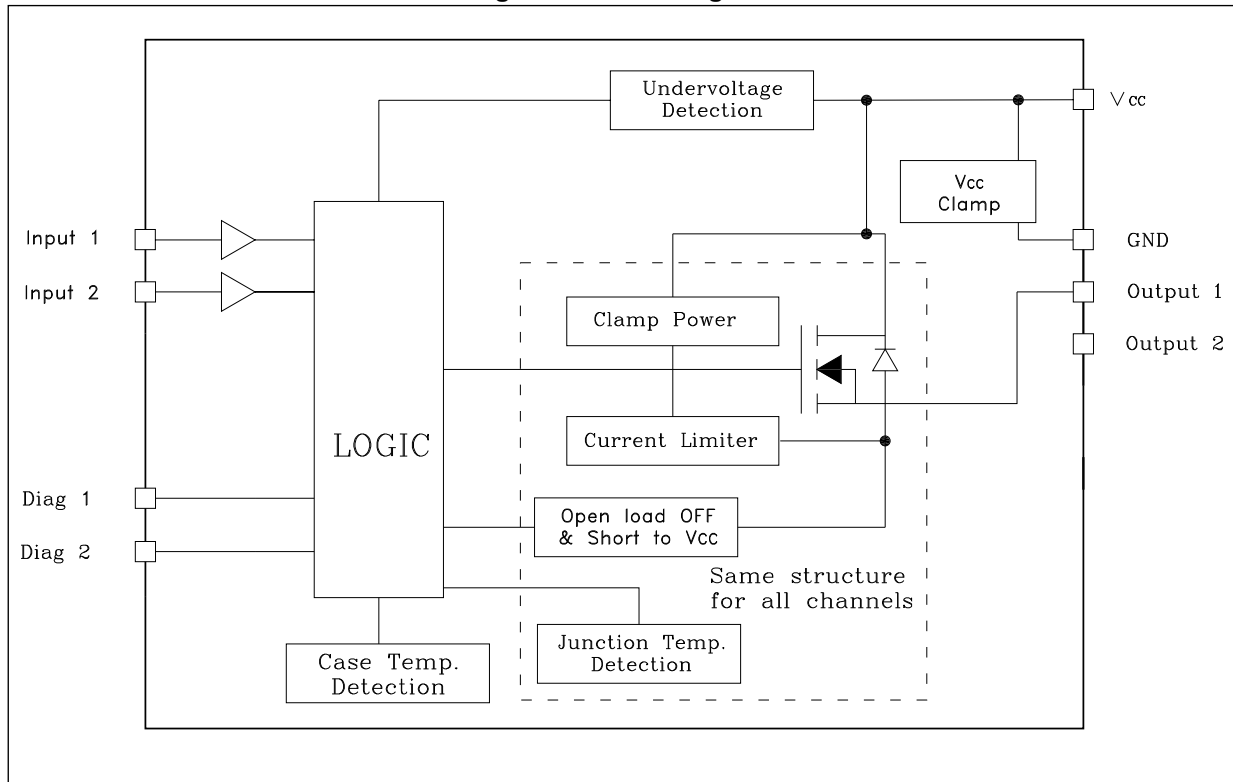 Undervoltage
Detection
Vcc
Vcc
Clamp
Input 1
GND
Input 2
Output 1
Clamp Power
Output 2
LOGIC
Current Limiter
Diag 1
Open load OFF
& Short to Vcc
Diag 2
Same structure
for all channels
Junction Temp.
Detection
Case Temp.
Detection